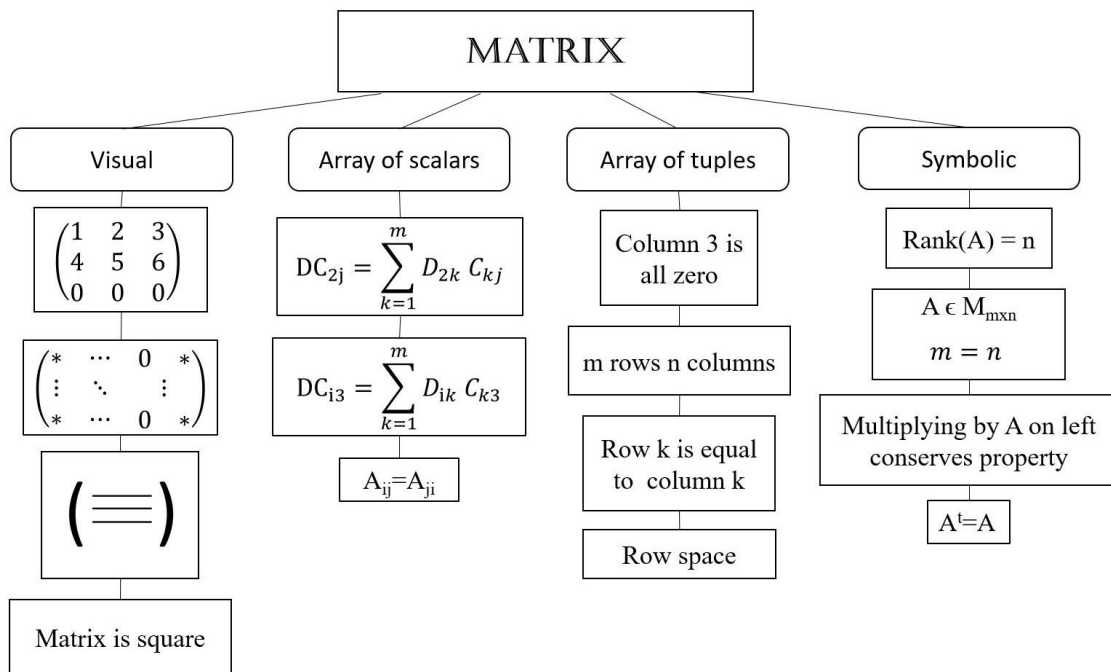 MATRIX
Visual
(1 2 3
4 5 6
0 0 0)
(* ⋯ 0 *
⋮ ⋱ ⋮
* ⋯ 0 *)
( )
Matrix is square
Array of scalars
DC₂ⱼ = ∑ₖ₌₁ᵐ D₂ₖ Cₖⱼ
DCᵢ₃ = ∑ₖ₌₁ᵐ Dᵢₖ Cₖ₃
Aᵢⱼ=Aⱼᵢ
Array of tuples
Column 3 is
all zero
m rows n columns
Row k is equal
to column k
Row space
Symbolic
Rank(A) = n
A ϵ Mₘₓₙ
m = n
Multiplying by A on left
conserves property
Aᵗ=A